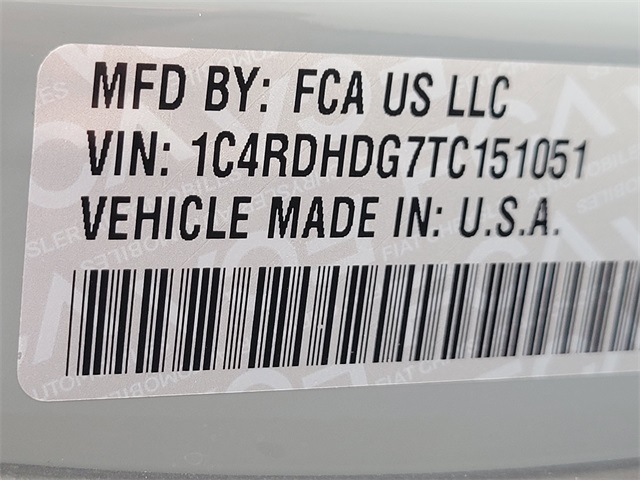 MFD BY: FCA US LLC
VIN: 1C4RDHDG7TC151051
VEHICLE MADE IN: U.S.A.